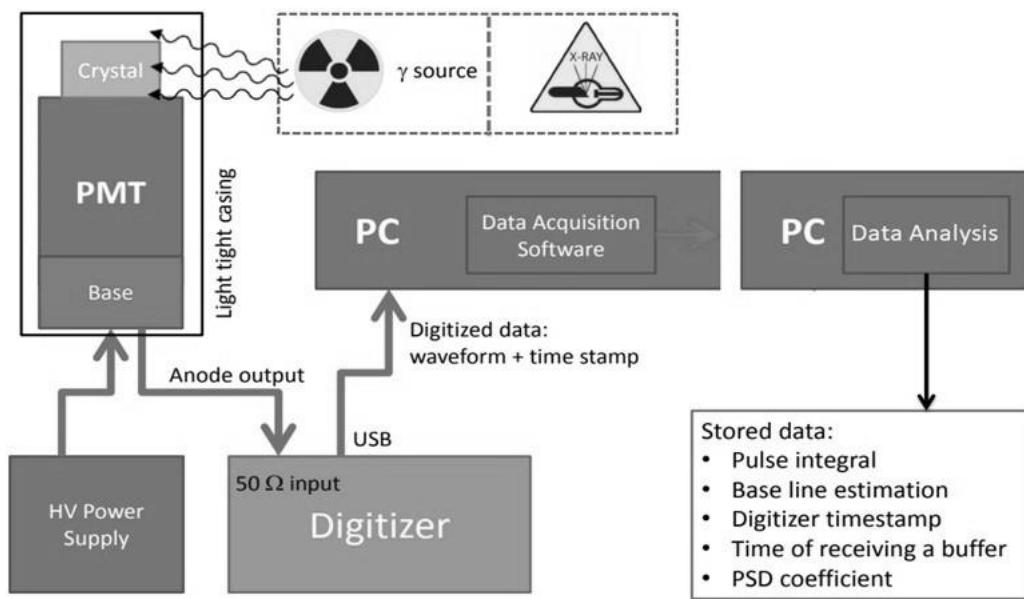 Crystal
γ source
X-RAY
PMT
Base
Light tight casing
PC
Data Acquisition
Software
PC
Data Analysis
Digitized data:
waveform + time stamp
Anode output
USB
HV Power
Supply
50 Ω input
Digitizer
Stored data:
• Pulse integral
• Base line estimation
• Digitizer timestamp
• Time of receiving a buffer
• PSD coefficient